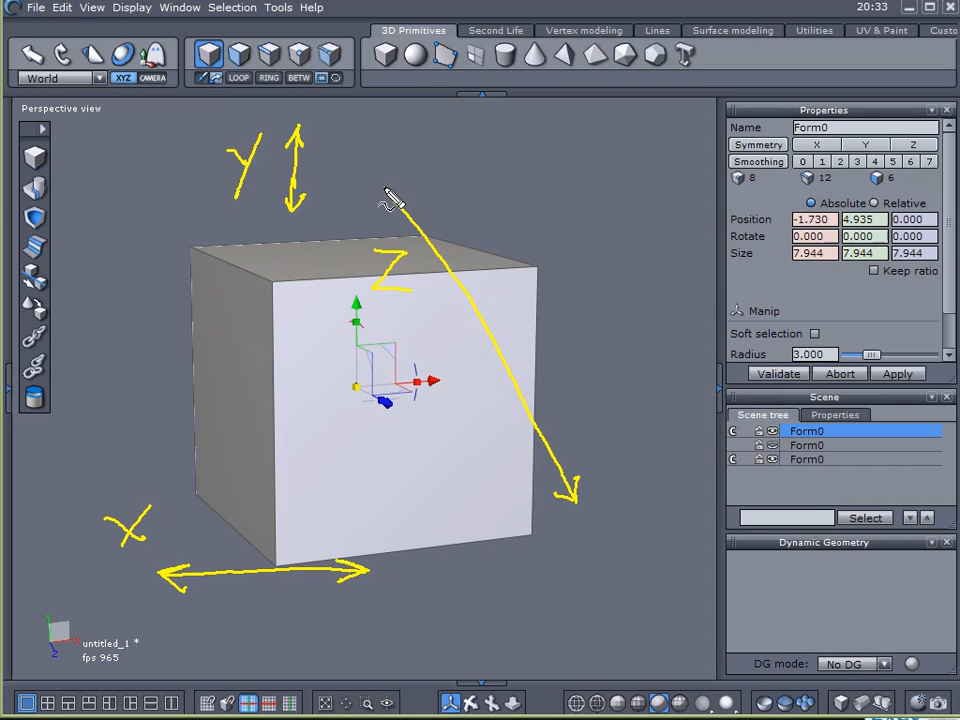 File Edit View Display Window Selection Tools Help
20:33
3D Primitives Second Life Vertex modeling Lines Surface modeling Utilities UV & Paint Custo
World XYZ CAMERA LOOP RING BETW
Perspective view
Y
Z
X
untitled_1 *
fps 965
Properties
Name Form0
Symmetry X Y Z
Smoothing 0 1 2 3 4 5 6 7
8 12 6
Absolute Relative
Position -1.730 4.935 0.000
Rotate 0.000 0.000 0.000
Size 7.944 7.944 7.944
Keep ratio
Manip
Soft selection
Radius 3.000
Validate Abort Apply
Scene
Scene tree Properties
C Form0
Form0
C Form0
Select
Dynamic Geometry
DG mode: No DG